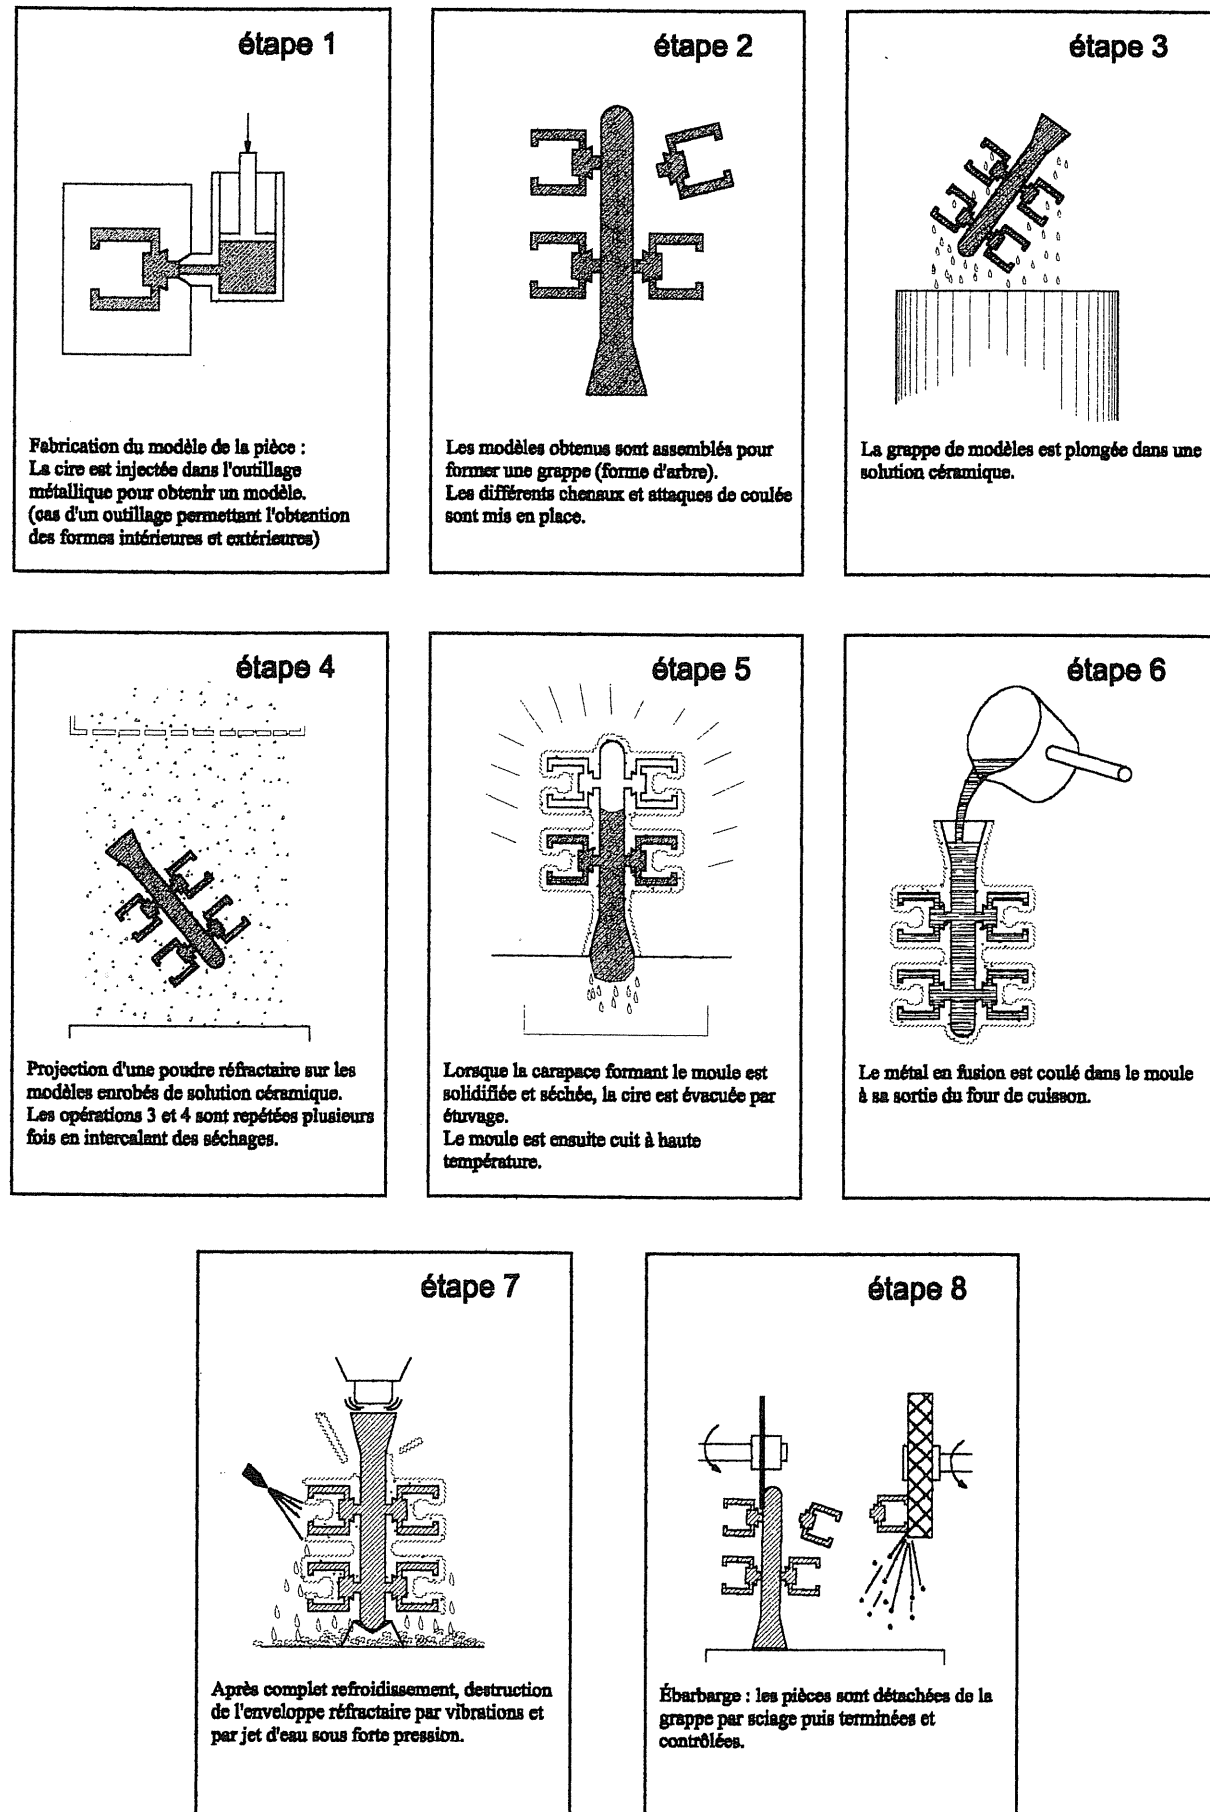 étape 1
Fabrication du modèle de la pièce :
La cire est injectée dans l'outillage
métallique pour obtenir un modèle.
(cas d'un outillage permettant l'obtention
des formes intérieures et extérieures)
étape 2
Les modèles obtenus sont assemblés pour
former une grappe (forme d'arbre).
Les différents chenaux et attaques de coulée
sont mis en place.
étape 3
La grappe de modèles est plongée dans une
solution céramique.
étape 4
Projection d'une poudre réfractaire sur les
modèles enrobés de solution céramique.
Les opérations 3 et 4 sont repétées plusieurs
fois en intercalant des séchages.
étape 5
Lorsque la carapace formant le moule est
solidifiée et séchée, la cire est évacuée par
étuvage.
Le moule est ensuite cuit à haute
température.
étape 6
Le métal en fusion est coulé dans le moule
à sa sortie du four de cuisson.
étape 7
Après complet refroidissement, destruction
de l'enveloppe réfractaire par vibrations et
par jet d'eau sous forte pression.
étape 8
Ébarbarge : les pièces sont détachées de la
grappe par sciage puis terminées et
contrôlées.